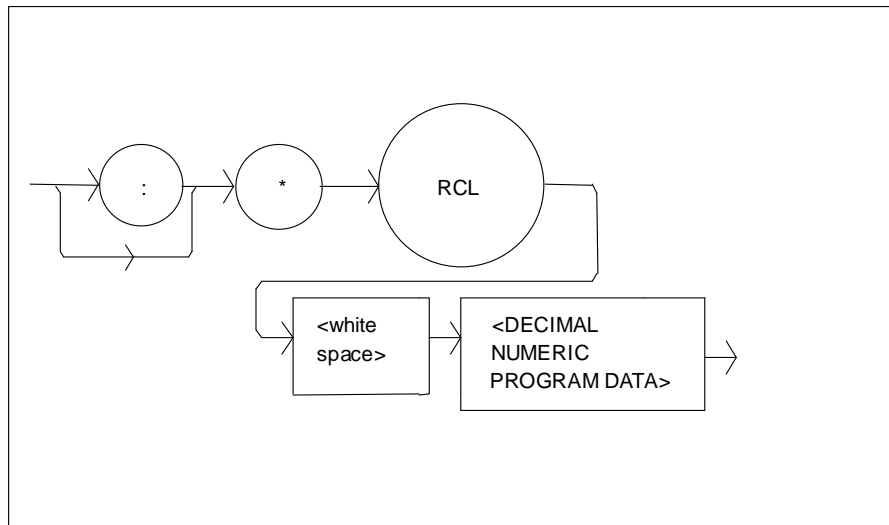 :
*
RCL
<white
space>
<DECIMAL
NUMERIC
PROGRAM DATA>